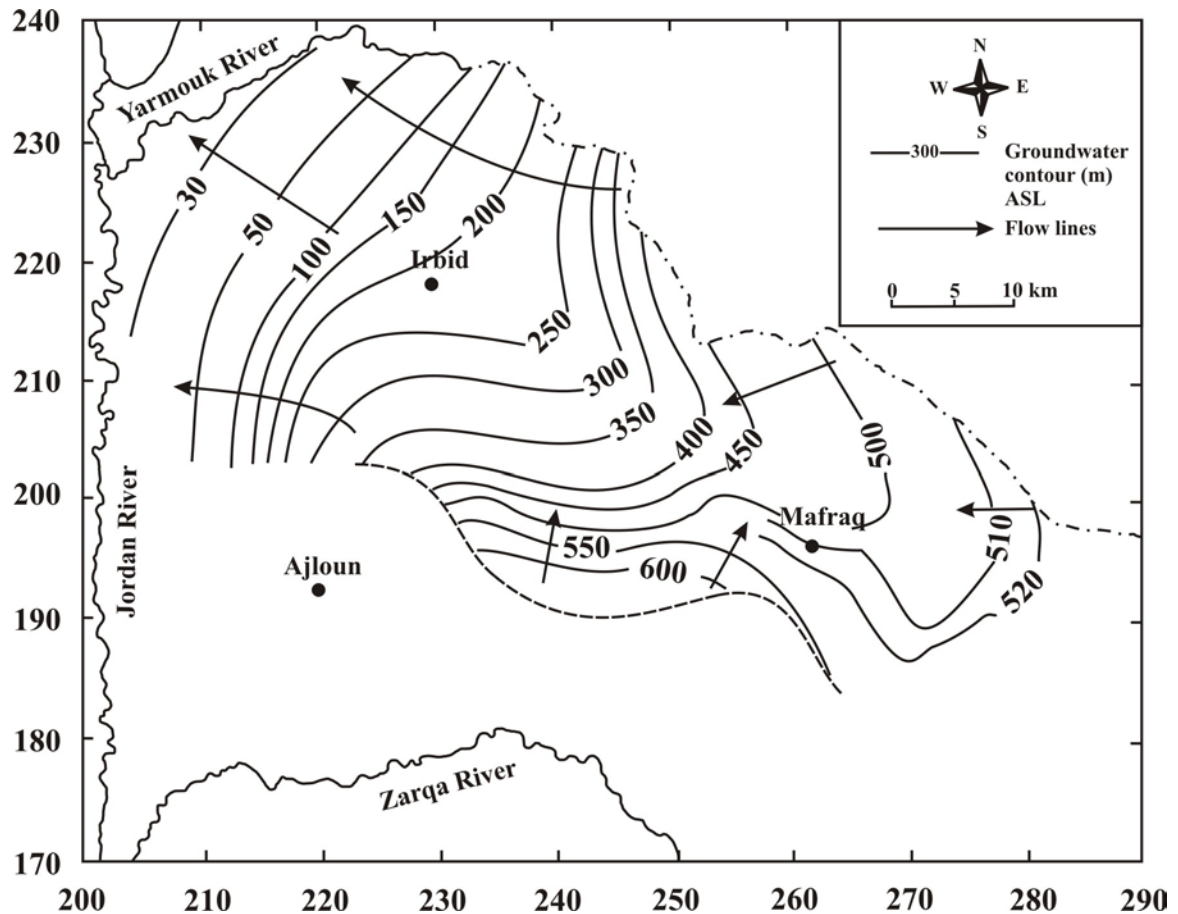 240
230
220
210
200
190
180
170
200
210
220
230
240
250
260
270
280
290
Yarmouk River
Jordan River
Zarqa River
Irbid
Ajloun
Mafraq
30
50
100
150
200
250
300
350
400
450
500
510
520
550
600
N
W
E
S
300
Groundwater
contour (m)
ASL
Flow lines
0 5 10 km